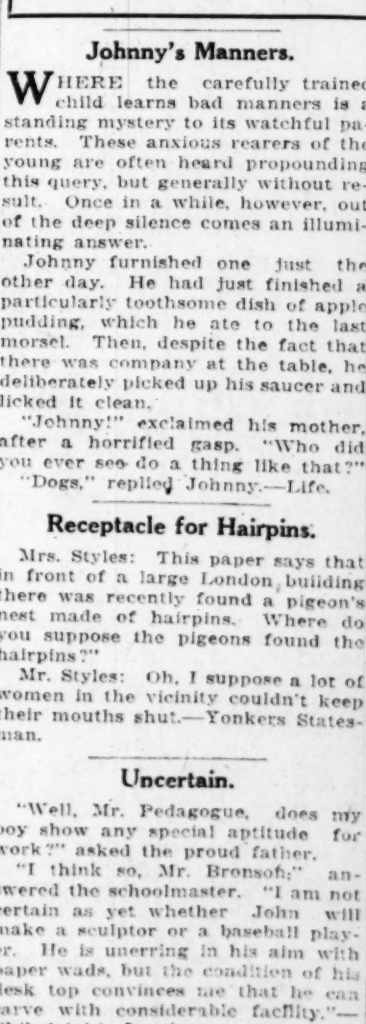 Johnny's Manners.
WHERE the carefully trained
child learns bad manners is a
standing mystery to its watchful pa-
rents. These anxious rearers of the
young are often heard propounding
this query, but generally without re-
sult. Once in a while, however, out
of the deep silence comes an illumi-
nating answer.
Johnny furnished one just the
other day. He had just finished a
particularly toothsome dish of apple
pudding, which he ate to the last
morsel. Then, despite the fact that
there was company at the table, he
deliberately picked up his saucer and
licked it clean.
"Johnny!" exclaimed his mother,
after a horrified gasp. "Who did
you ever see do a thing like that?"
"Dogs," replied Johnny.—Life.
Receptacle for Hairpins.
Mrs. Styles: This paper says that
in front of a large London building
there was recently found a pigeon's
nest made of hairpins. Where do
you suppose the pigeons found the
hairpins?"
Mr. Styles: Oh, I suppose a lot of
women in the vicinity couldn't keep
their mouths shut.—Yonkers States-
man.
Uncertain.
"Well, Mr. Pedagogue, does my
boy show any special aptitude for
work?" asked the proud father.
"I think so, Mr. Bronson," an-
swered the schoolmaster. "I am not
certain as yet whether John will
make a sculptor or a baseball play-
er. He is unerring in his aim with
paper wads, but the condition of his
desk top convinces me that he can
carve with considerable facility."—